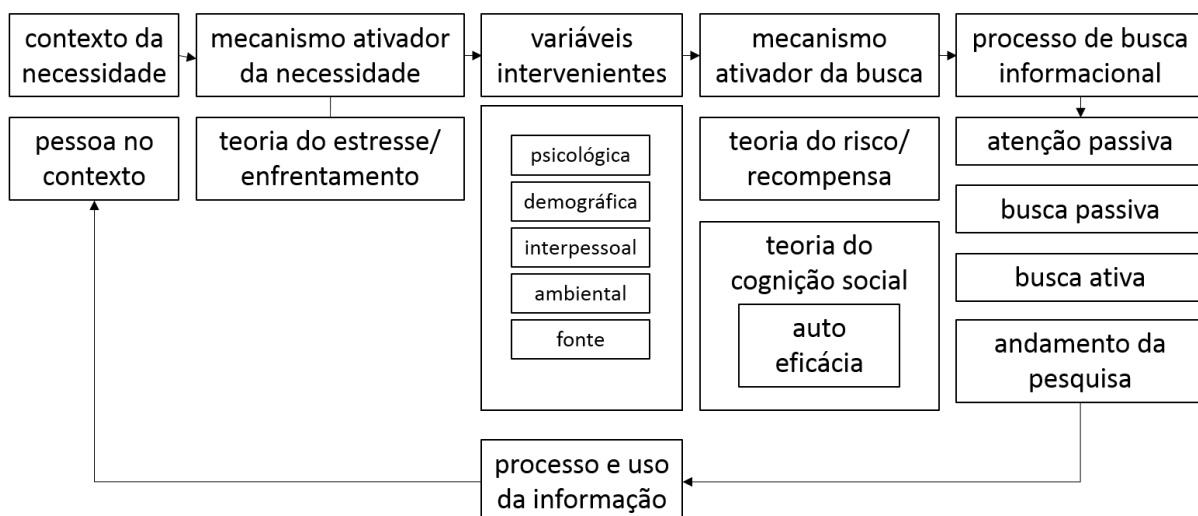 contexto da
necessidade
mecanismo ativador
da necessidade
variáveis
intervenientes
mecanismo
ativador da busca
processo de busca
informacional
pessoa no
contexto
teoria do estresse/
enfrentamento
psicológica
demográfica
interpessoal
ambiental
fonte
teoria do risco/
recompensa
teoria do
cognição social
auto
eficácia
atenção passiva
busca passiva
busca ativa
andamento da
pesquisa
processo e uso
da informação